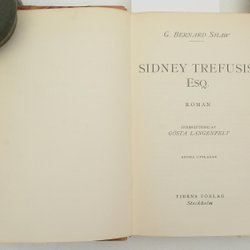 G. BERNARD SHAW
SIDNEY TREFUSIS
ESQ.
ROMAN
ÖVERSÄTTNING AV
GÖSTA LANGENFELT
ANDRA UPPLAGAN
TIDENS FÖRLAG
Stockholm